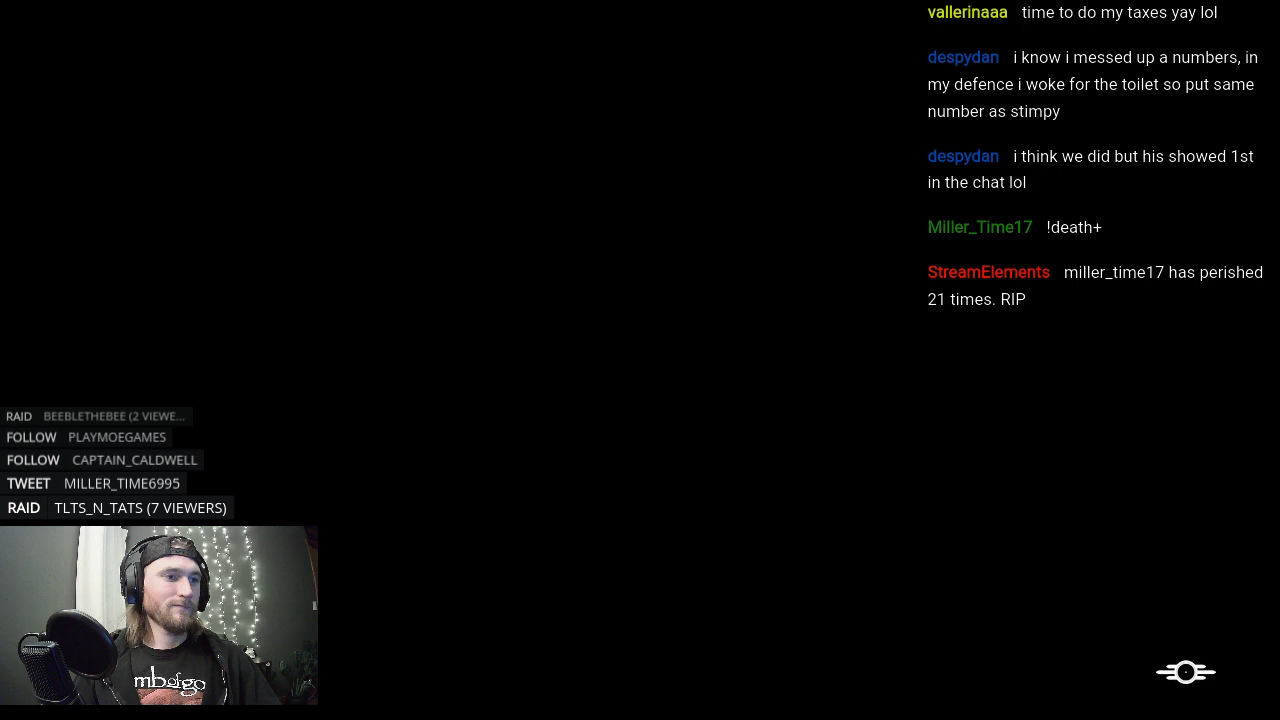 vallerinaaa time to do my taxes yay lol
despydan i know i messed up a numbers, in
my defence i woke for the toilet so put same
number as stimpy
despydan i think we did but his showed 1st
in the chat lol
Miller_Time17 !death+
StreamElements miller_time17 has perished
21 times. RIP
RAID BEEBLETHEBEE (2 VIEWE...
FOLLOW PLAYMOEGAMES
FOLLOW CAPTAIN_CALDWELL
TWEET MILLER_TIME6995
RAID TLTS_N_TATS (7 VIEWERS)